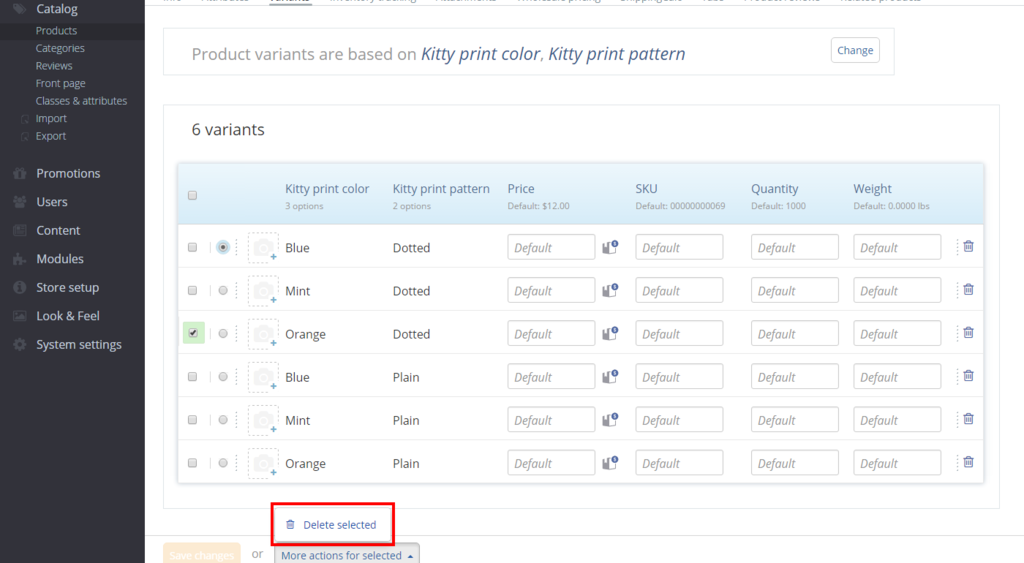 Catalog
Products
Categories
Reviews
Front page
Classes & attributes
Import
Export
Promotions
Users
Content
Modules
Store setup
Look & Feel
System settings
Product variants are based on Kitty print color, Kitty print pattern
Change
6 variants
Kitty print color Kitty print pattern Price SKU Quantity Weight
3 options 2 options Default: $12.00 Default: 00000000069 Default: 1000 Default: 0.0000 lbs
Blue Dotted Default Default Default Default
Mint Dotted Default Default Default Default
Orange Dotted Default Default Default Default
Blue Plain Default Default Default Default
Mint Plain Default Default Default Default
Orange Plain Default Default Default Default
Delete selected
Save changes or More actions for selected